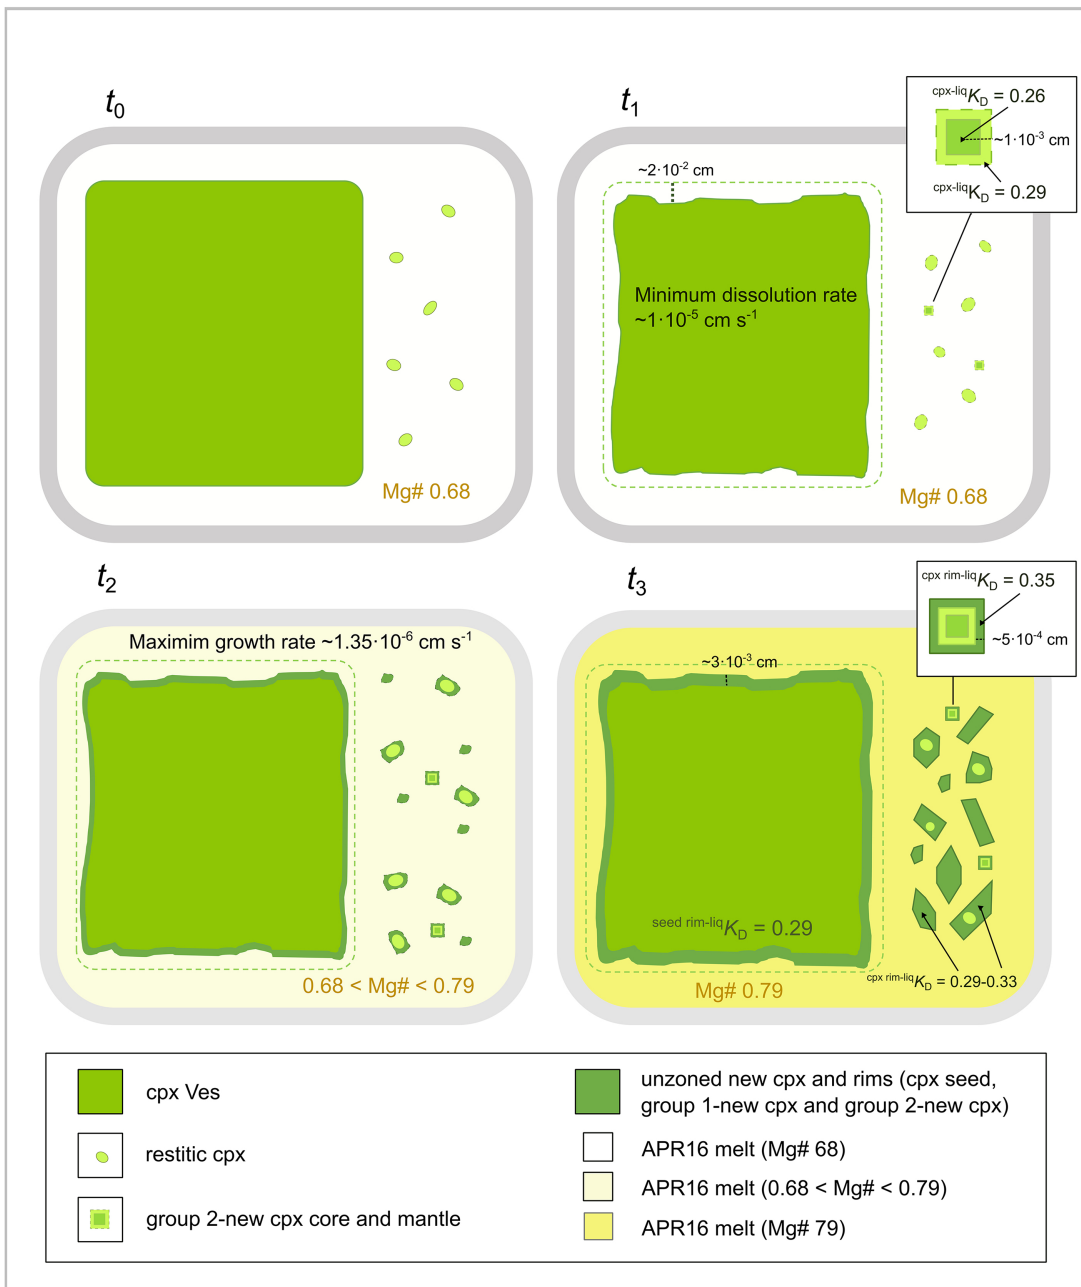 t0
Mg# 0.68
t1
~2·10-2 cm
Minimum dissolution rate
~1·10-5 cm s-1
Mg# 0.68
cpx-liqKD = 0.26
~1·10-3 cm
cpx-liqKD = 0.29
t2
Maximim growth rate ~1.35·10-6 cm s-1
0.68 < Mg# < 0.79
t3
~3·10-3 cm
seed rim-liqKD = 0.29
Mg# 0.79
cpx rim-liqKD = 0.35
~5·10-4 cm
cpx rim-liqKD = 0.29-0.33
cpx Ves
restitic cpx
group 2-new cpx core and mantle
unzoned new cpx and rims (cpx seed,
group 1-new cpx and group 2-new cpx)
APR16 melt (Mg# 68)
APR16 melt (0.68 < Mg# < 0.79)
APR16 melt (Mg# 79)